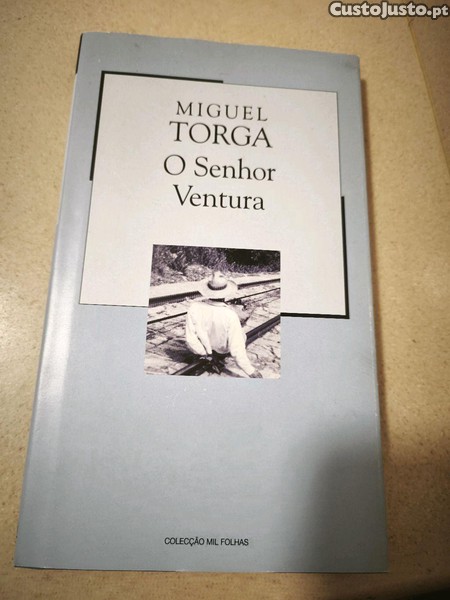 CustoJusto.pt
MIGUEL
TORGA
O Senhor
Ventura
COLECÇÃO MIL FOLHAS